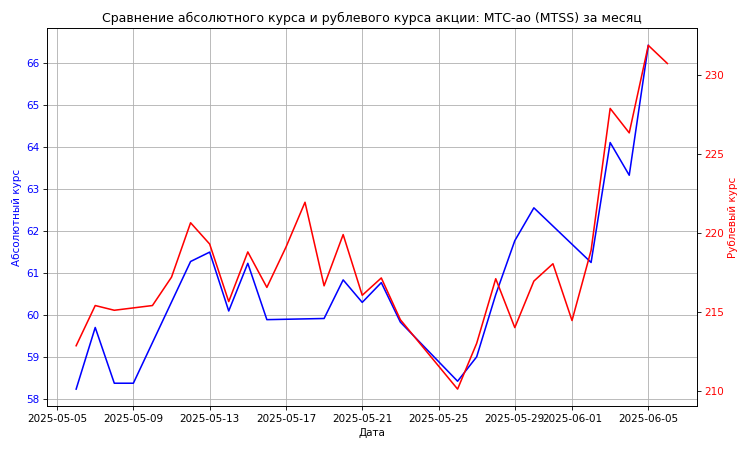 Сравнение абсолютного курса и рублевого курса акции: МТС-ао (MTSS) за месяц
66
65
64
63
62
61
60
59
58
Абсолютный курс
230
225
220
215
210
Рублевый курс
2025-05-05 2025-05-09 2025-05-13 2025-05-17 2025-05-21 2025-05-25 2025-05-29 2025-06-01 2025-06-05
Дата